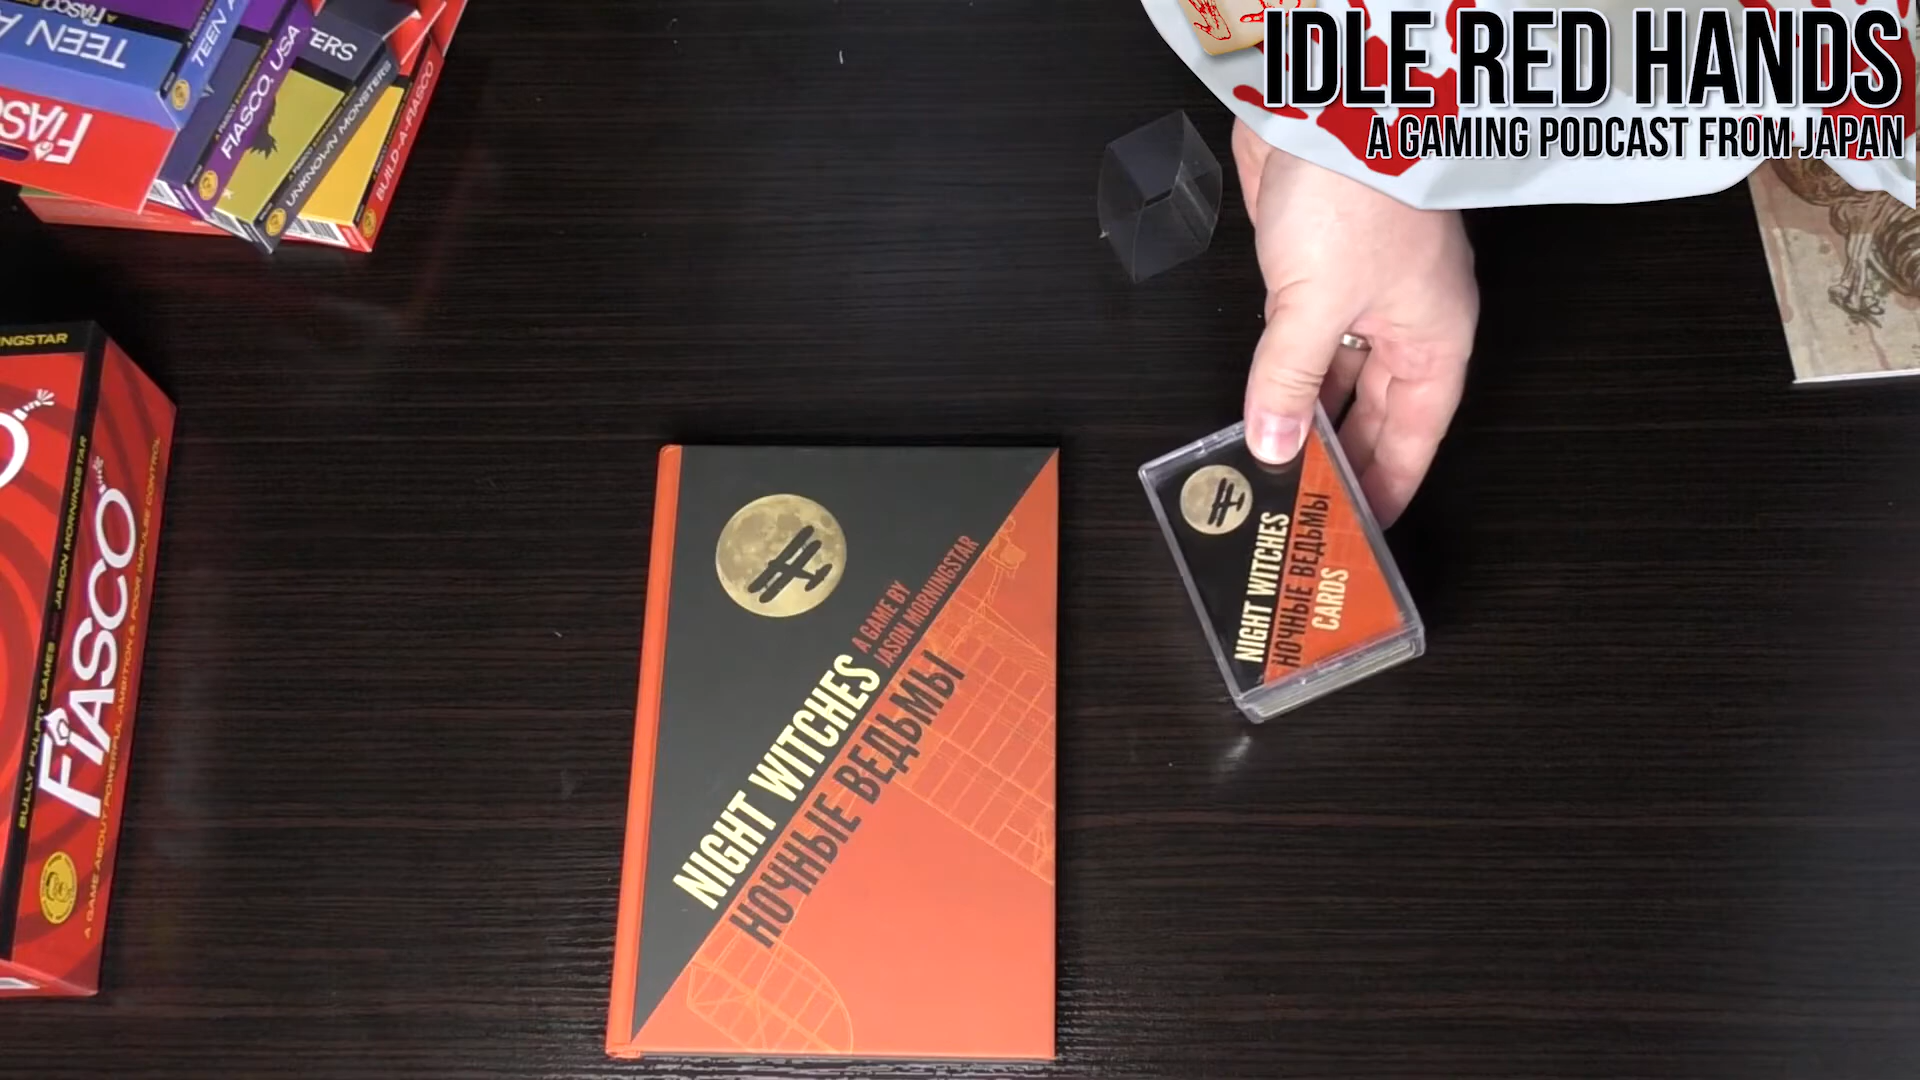 IDLE RED HANDS
A GAMING PODCAST FROM JAPAN
TEEN A
FIASCO
TEEN A
FIASCO, USA
ERS
UNKNOWN MONSTERS
BUILD-A-FIASCO
NINGSTAR
BULLY PULPIT GAMES
JASON MORNINGSTAR
FIASCO
A GAME ABOUT POWERFUL AMBITION & POOR IMPULSE CONTROL
A GAME BY
JASON MORNINGSTAR
NIGHT WITCHES
НОЧНЫЕ ВЕДЬМЫ
NIGHT WITCHES
НОЧНЫЕ ВЕДЬМЫ
CARDS